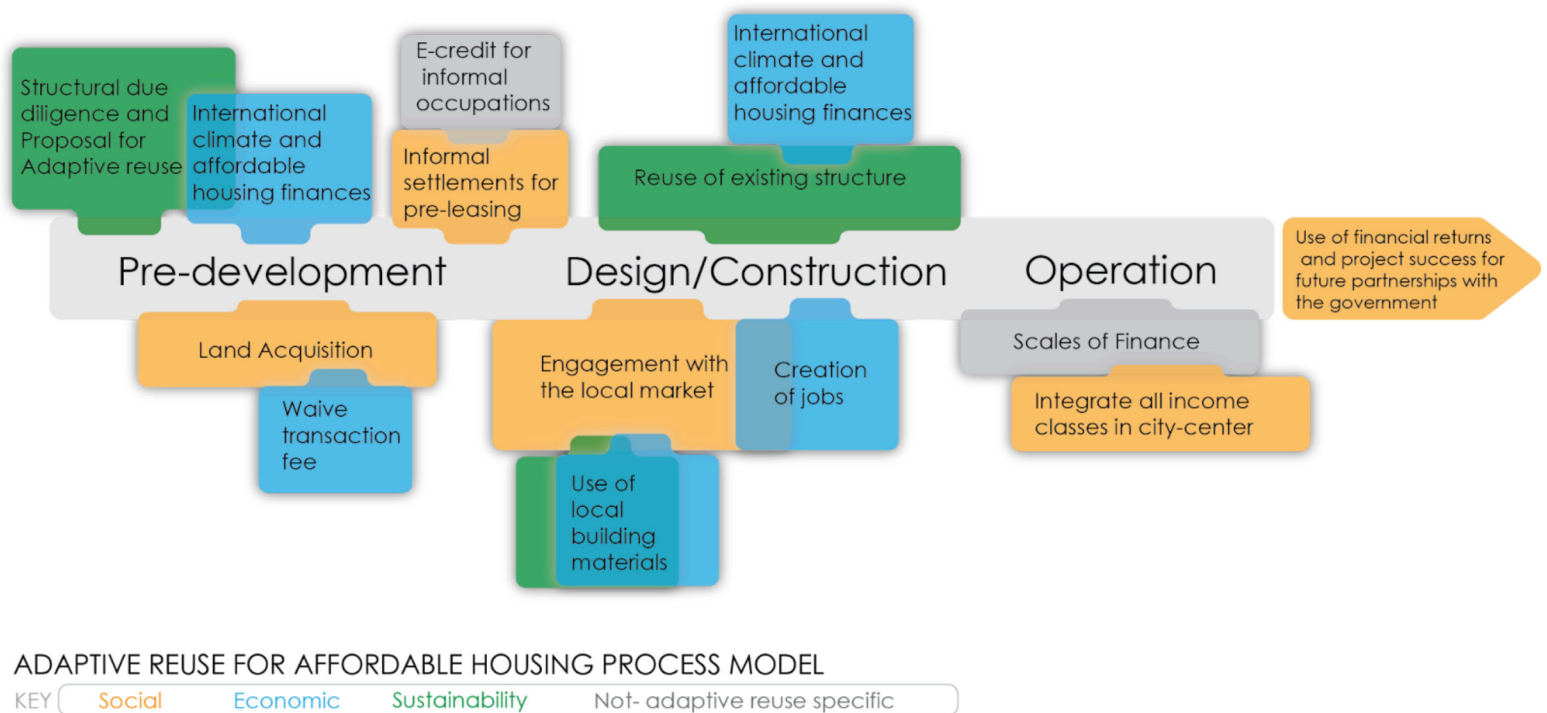 Structural due
diligence and
Proposal for
Adaptive reuse
International
climate and
affordable
housing finances
E-credit for
informal
occupations
Informal
settlements for
pre-leasing
International
climate and
affordable
housing finances
Reuse of existing structure
Pre-development
Design/Construction
Operation
Use of financial returns
and project success for
future partnerships with
the government
Land Acquisition
Waive
transaction
fee
Engagement with
the local market
Creation
of jobs
Use of
local
building
materials
Scales of Finance
Integrate all income
classes in city-center
ADAPTIVE REUSE FOR AFFORDABLE HOUSING PROCESS MODEL
KEY Social Economic Sustainability Not- adaptive reuse specific